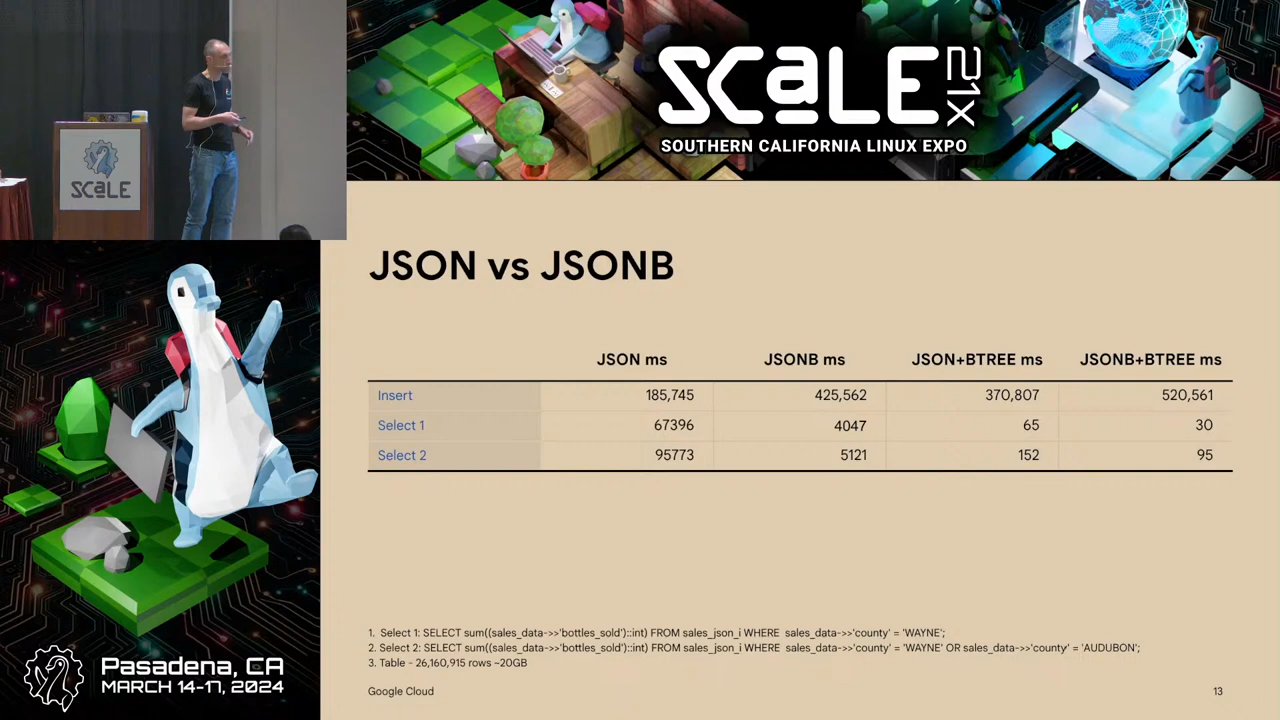 SCaLE 21X
SOUTHERN CALIFORNIA LINUX EXPO
SCaLE
JSON vs JSONB
JSON ms JSONB ms JSON+BTREE ms JSONB+BTREE ms
Insert 185,745 425,562 370,807 520,561
Select 1 67396 4047 65 30
Select 2 95773 5121 152 95
1. Select 1: SELECT sum((sales_data->>'bottles_sold')::int) FROM sales_json_i WHERE sales_data->>'county' = 'WAYNE';
2. Select 2: SELECT sum((sales_data->>'bottles_sold')::int) FROM sales_json_i WHERE sales_data->>'county' = 'WAYNE' OR sales_data->>'county' = 'AUDUBON';
3. Table - 26,160,915 rows ~20GB
Google Cloud 13
Pasadena, CA
MARCH 14-17, 2024